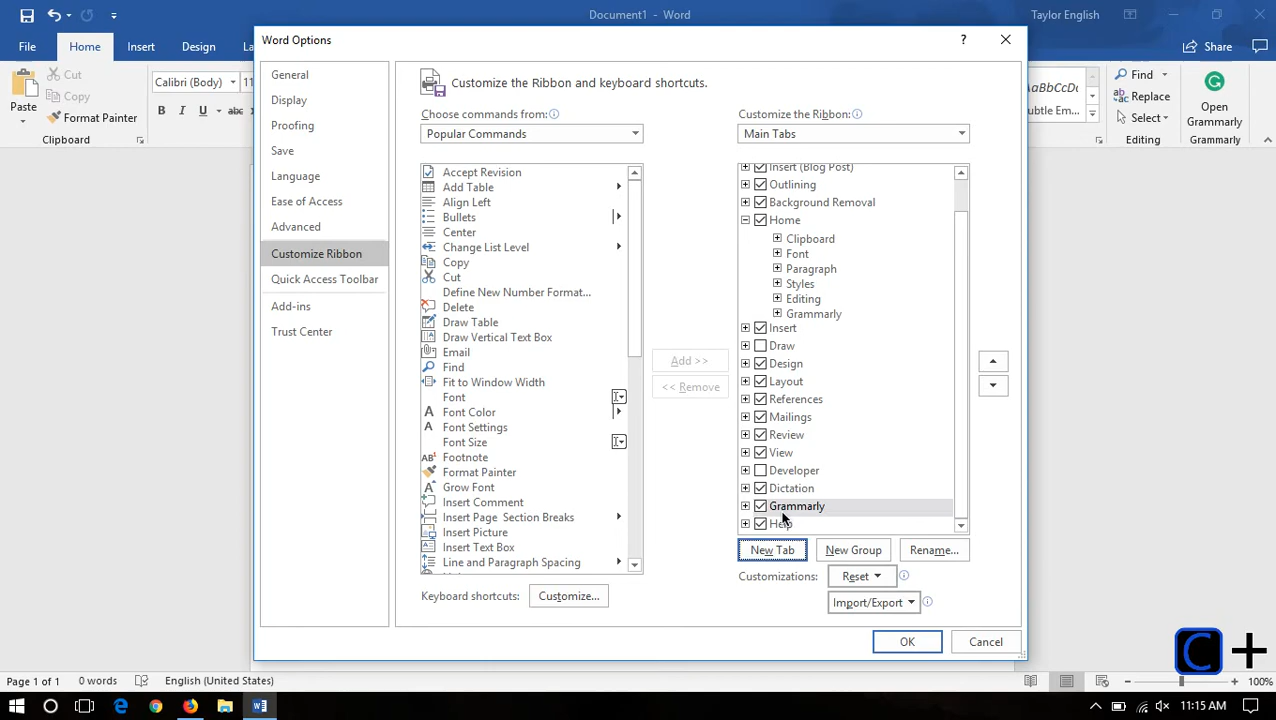 Document1 - Word
Taylor English
File
Home
Insert
Design
Share
Paste
Cut
Copy
Format Painter
Clipboard
Calibri (Body)
11
B I U abc
AaBbCcDc
Subtle Em...
Find
Replace
Select
Editing
Open
Grammarly
Grammarly
Word Options
?
General
Display
Proofing
Save
Language
Ease of Access
Advanced
Customize Ribbon
Quick Access Toolbar
Add-ins
Trust Center
Customize the Ribbon and keyboard shortcuts.
Choose commands from:
Popular Commands
Accept Revision
Add Table
Align Left
Bullets
Center
Change List Level
Copy
Cut
Define New Number Format...
Delete
Draw Table
Draw Vertical Text Box
Email
Find
Fit to Window Width
Font
Font Color
Font Settings
Font Size
Footnote
Format Painter
Grow Font
Insert Comment
Insert Page Section Breaks
Insert Picture
Insert Text Box
Line and Paragraph Spacing
Add >>
<< Remove
Customize the Ribbon:
Main Tabs
Insert (Blog Post)
Outlining
Background Removal
Home
Clipboard
Font
Paragraph
Styles
Editing
Grammarly
Insert
Draw
Design
Layout
References
Mailings
Review
View
Developer
Dictation
Grammarly
Help
New Tab
New Group
Rename...
Customizations:
Reset
Import/Export
Keyboard shortcuts:
Customize...
OK
Cancel
C+
Page 1 of 1
0 words
English (United States)
100%
11:15 AM